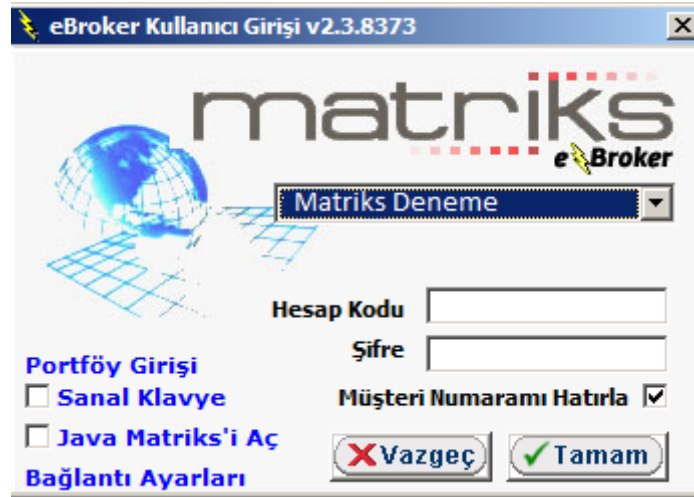 eBroker Kullanıcı Girişi v2.3.8373
matriks
e Broker
Matriks Deneme
Hesap Kodu
Şifre
Portföy Girişi
Sanal Klavye
Müşteri Numaramı Hatırla
Java Matriks'i Aç
Vazgeç
Tamam
Bağlantı Ayarları